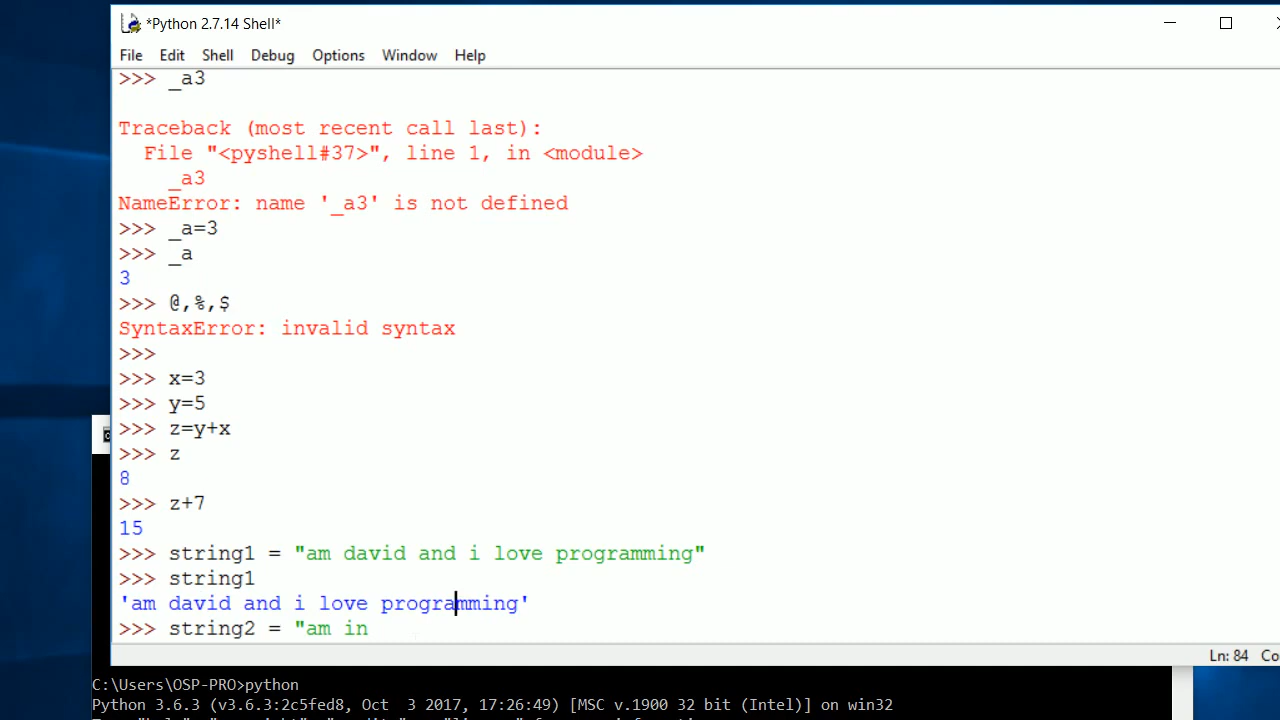 *Python 2.7.14 Shell*
File Edit Shell Debug Options Window Help
>>> _a3
Traceback (most recent call last):
  File "<pyshell#37>", line 1, in <module>
    _a3
NameError: name '_a3' is not defined
>>> _a=3
>>> _a
3
>>> @,%,$
SyntaxError: invalid syntax
>>>
>>> x=3
>>> y=5
>>> z=y+x
>>> z
8
>>> z+7
15
>>> string1 = "am david and i love programming"
>>> string1
'am david and i love programming'
>>> string2 = "am in
Ln: 84 Co
C:\Users\OSP-PRO>python
Python 3.6.3 (v3.6.3:2c5fed8, Oct  3 2017, 17:26:49) [MSC v.1900 32 bit (Intel)] on win32